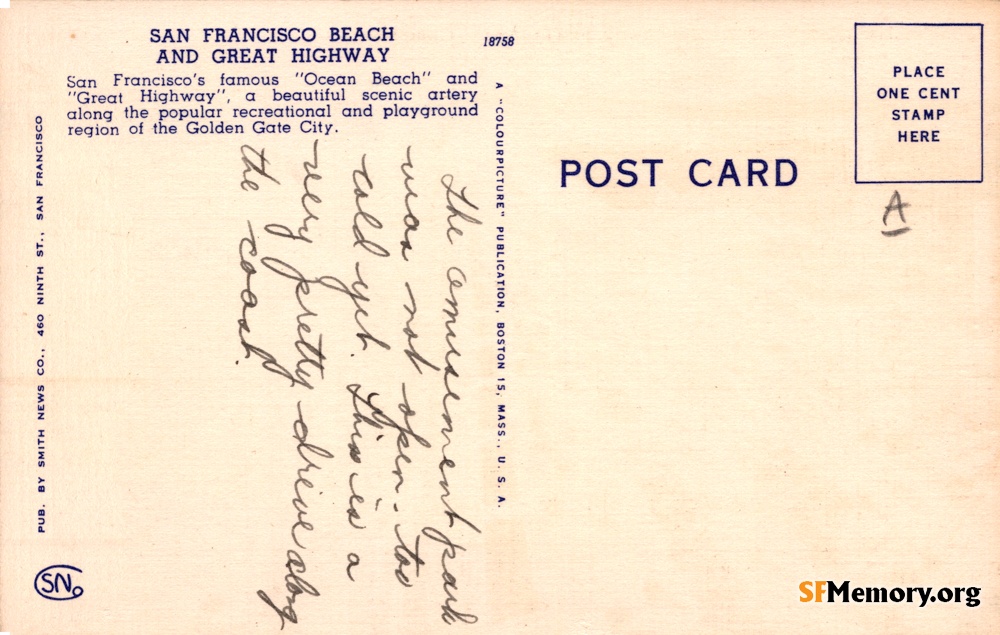 SAN FRANCISCO BEACH
AND GREAT HIGHWAY
San Francisco's famous "Ocean Beach" and
"Great Highway", a beautiful scenic artery
along the popular recreational and playground
region of the Golden Gate City.
18758
The amusement park
was not open. too
cold yet. This is a
very pretty drive along
the coast.
PUB. BY SMITH NEWS CO., 460 NINTH ST., SAN FRANCISCO
SN
A "COLOURPICTURE" PUBLICATION, BOSTON 15, MASS., U. S. A.
POST CARD
PLACE
ONE CENT
STAMP
HERE
A
SFMemory.org